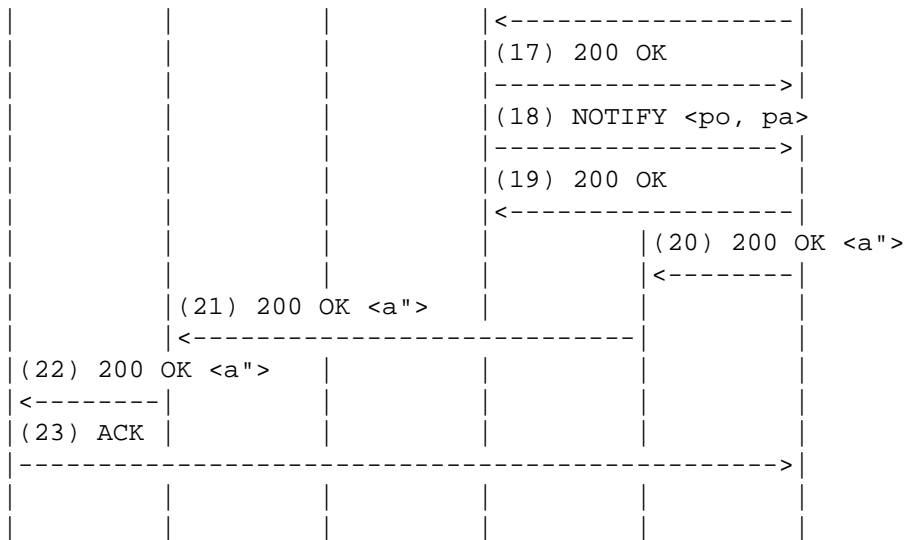 (17) 200 OK
(18) NOTIFY <po, pa>
(19) 200 OK
(20) 200 OK <a">
(21) 200 OK <a">
(22) 200 OK <a">
(23) ACK